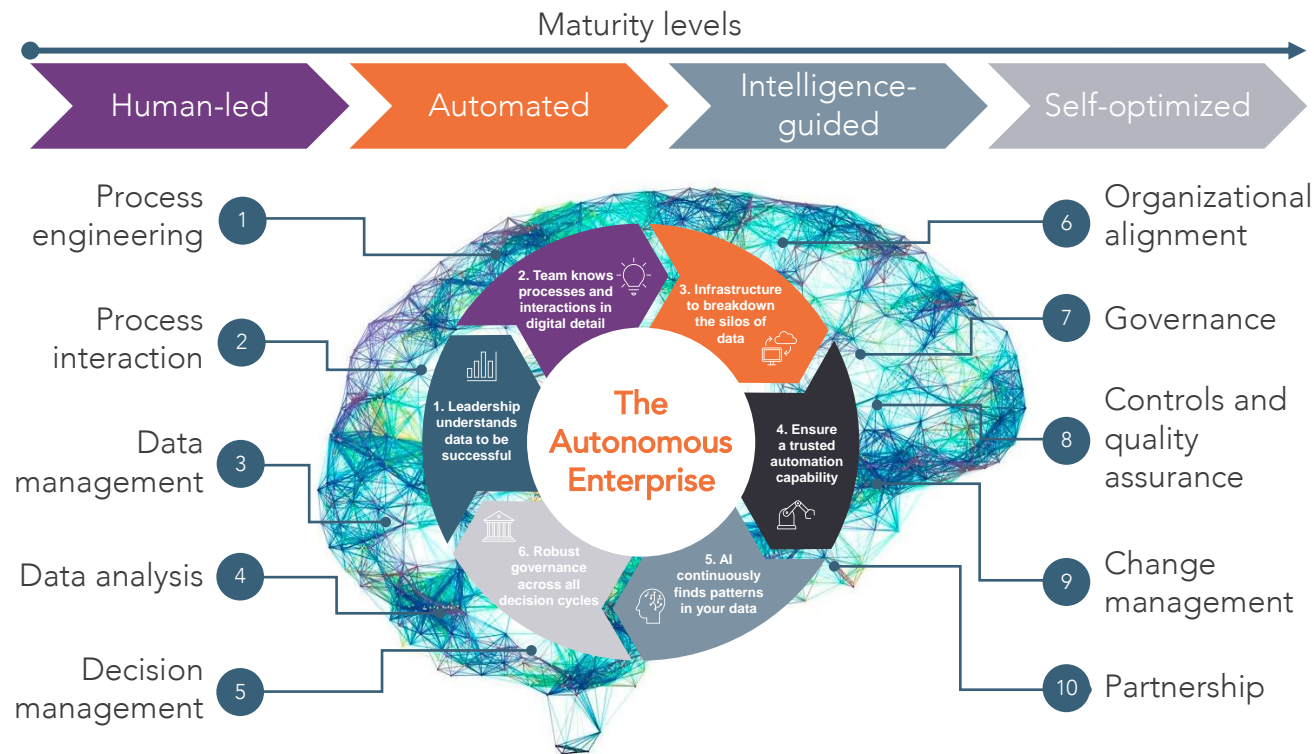 Maturity levels
Human-led
Automated
Intelligence-
guided
Self-optimized
Process
engineering
1
Process
interaction
2
Data
management
3
Data analysis
4
Decision
management
5
2. Team knows
processes and
interactions in
digital detail
3. Infrastructure
to breakdown
the silos of
data
1. Leadership
understands
data to be
successful
The
Autonomous
Enterprise
4. Ensure
a trusted
automation
capability
6. Robust
governance
across all
decision cycles
5. AI
continuously
finds patterns
in your data
6
Organizational
alignment
7
Governance
8
Controls and
quality
assurance
9
Change
management
10
Partnership